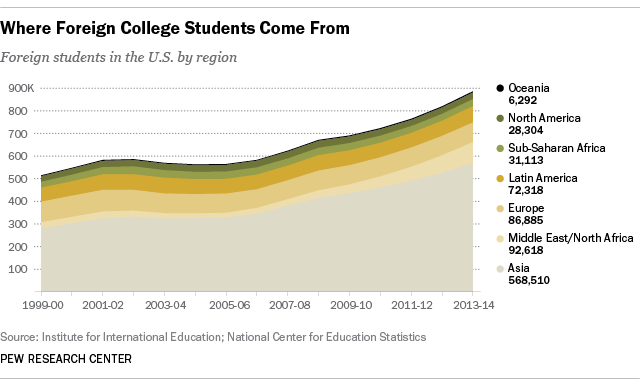 Where Foreign College Students Come From
Foreign students in the U.S. by region
900K
800
700
600
500
400
300
200
100
1999-00
2001-02
2003-04
2005-06
2007-08
2009-10
2011-12
2013-14
Oceania
6,292
North America
28,304
Sub-Saharan Africa
31,113
Latin America
72,318
Europe
86,885
Middle East/North Africa
92,618
Asia
568,510
Source: Institute for International Education; National Center for Education Statistics
PEW RESEARCH CENTER